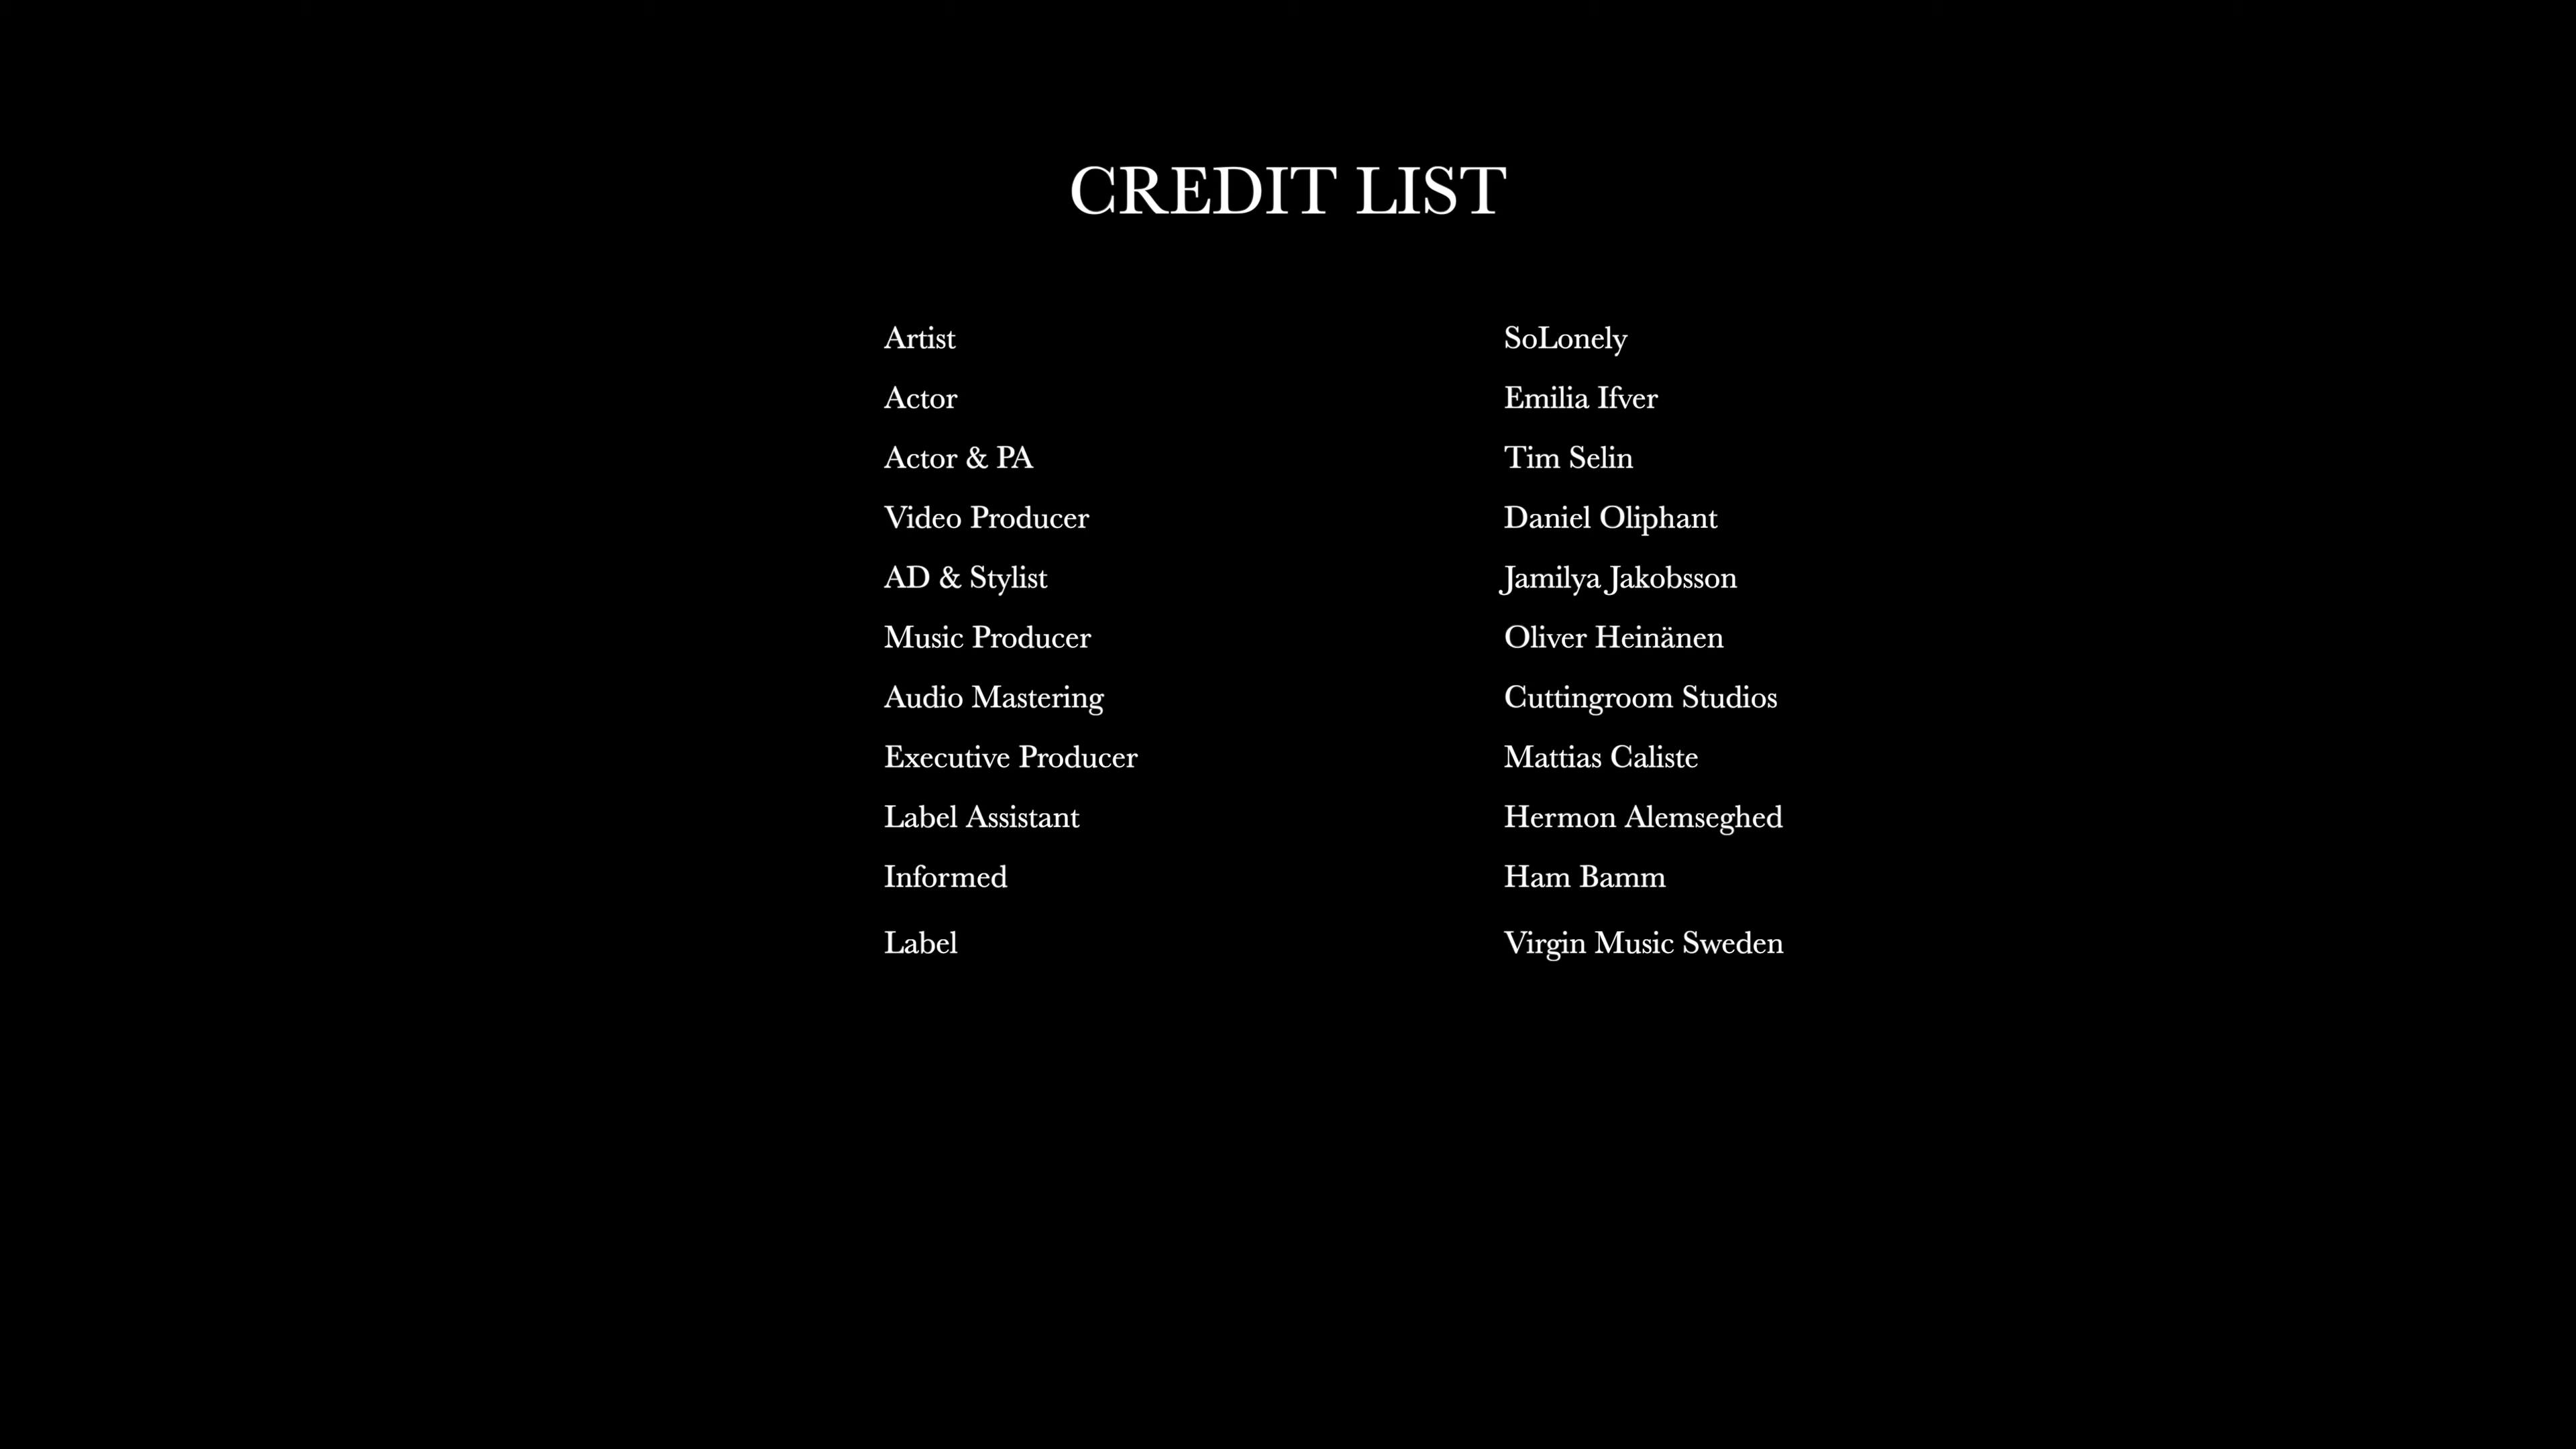 CREDIT LIST
Artist SoLonely
Actor Emilia Ifver
Actor & PA Tim Selin
Video Producer Daniel Oliphant
AD & Stylist Jamilya Jakobsson
Music Producer Oliver Heinänen
Audio Mastering Cuttingroom Studios
Executive Producer Mattias Caliste
Label Assistant Hermon Alemseghed
Informed Ham Bamm
Label Virgin Music Sweden